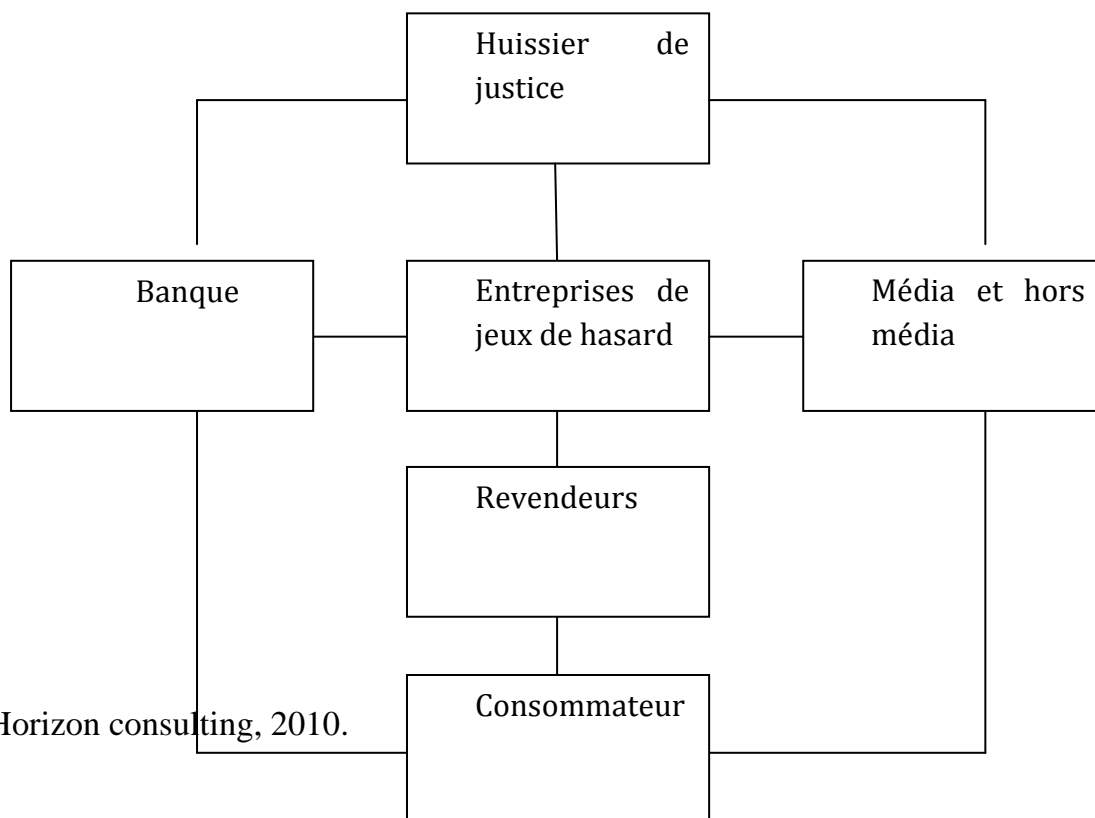 Huissier de
justice
Banque
Entreprises de
jeux de hasard
Média et hors
média
Revendeurs
Consommateur
Horizon consulting, 2010.